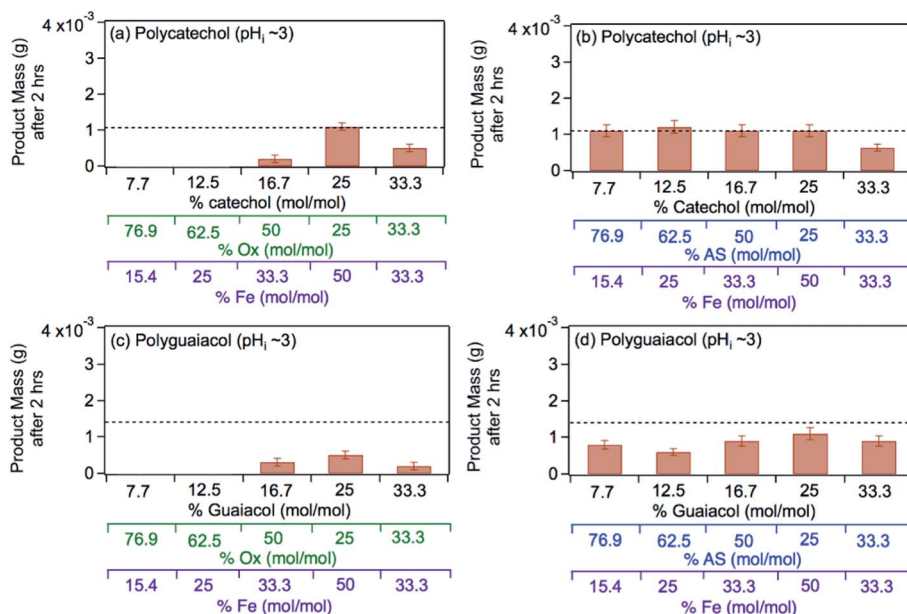 4 x10-3
(a) Polycatechol (pHi ~3)
Product Mass (g)
after 2 hrs
3
2
1
0
7.7 12.5 16.7 25 33.3
% catechol (mol/mol)
76.9 62.5 50 25 33.3
% Ox (mol/mol)
15.4 25 33.3 50 33.3
% Fe (mol/mol)
4 x10-3
(b) Polycatechol (pHi ~3)
Product Mass (g)
after 2 hrs
3
2
1
0
7.7 12.5 16.7 25 33.3
% Catechol (mol/mol)
76.9 62.5 50 25 33.3
% AS (mol/mol)
15.4 25 33.3 50 33.3
% Fe (mol/mol)
4 x10-3
(c) Polyguaiacol (pHi ~3)
Product Mass (g)
after 2 hrs
3
2
1
0
7.7 12.5 16.7 25 33.3
% Guaiacol (mol/mol)
76.9 62.5 50 25 33.3
% Ox (mol/mol)
15.4 25 33.3 50 33.3
% Fe (mol/mol)
4 x10-3
(d) Polyguaiacol (pHi ~3)
Product Mass (g)
after 2 hrs
3
2
1
0
7.7 12.5 16.7 25 33.3
% Guaiacol (mol/mol)
76.9 62.5 50 25 33.3
% AS (mol/mol)
15.4 25 33.3 50 33.3
% Fe (mol/mol)